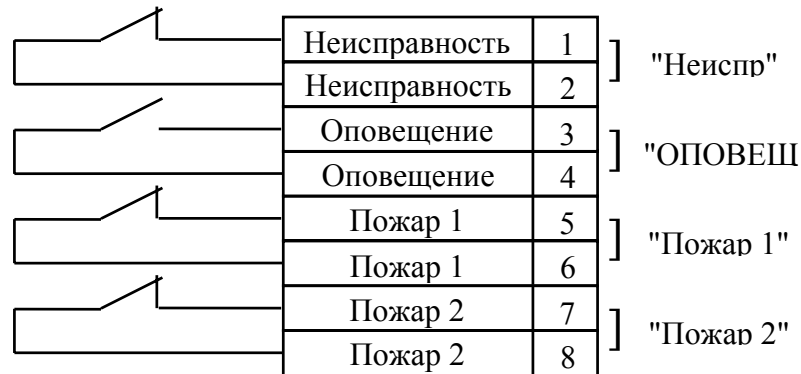 Неисправность 1
Неисправность 2
] "Неиспр"
Оповещение 3
Оповещение 4
] "ОПОВЕЩ
Пожар 1 5
Пожар 1 6
] "Пожар 1"
Пожар 2 7
Пожар 2 8
] "Пожар 2"